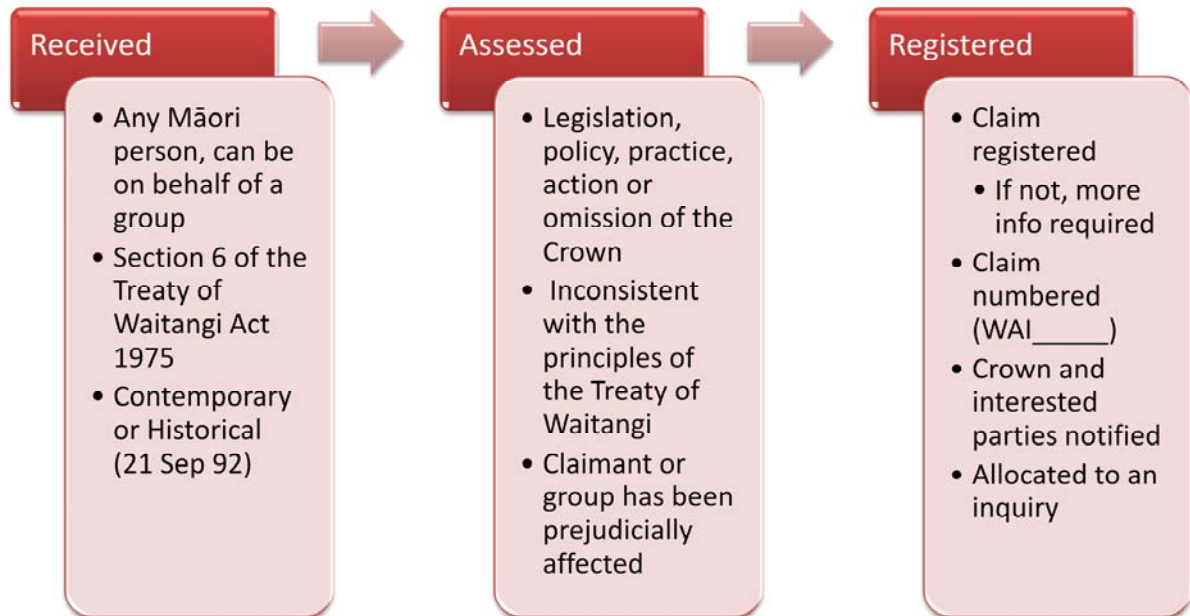 Received
• Any Māori
person, can be
on behalf of a
group
• Section 6 of the
Treaty of
Waitangi Act
1975
• Contemporary
or Historical
(21 Sep 92)
Assessed
• Legislation,
policy, practice,
action or
omission of the
Crown
• Inconsistent
with the
principles of
the Treaty of
Waitangi
• Claimant or
group has been
prejudicially
affected
Registered
• Claim
registered
• If not, more
info required
• Claim
numbered
(WAI_____)
• Crown and
interested
parties notified
• Allocated to an
inquiry